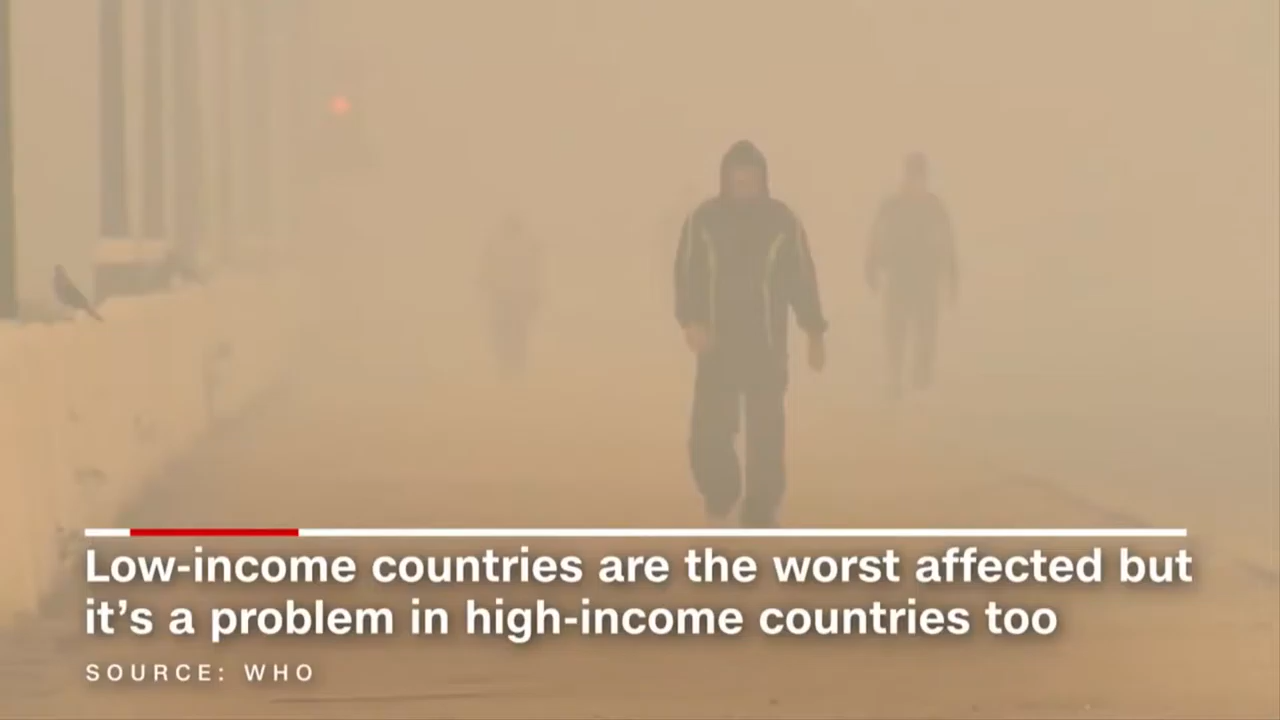 Low-income countries are the worst affected but
it’s a problem in high-income countries too
SOURCE: WHO